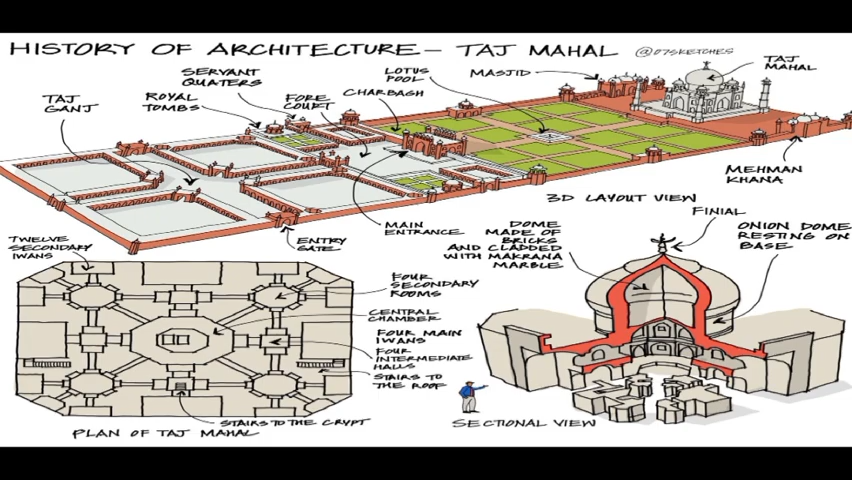 HISTORY OF ARCHITECTURE - TAJ MAHAL @07SKETCHES
TAJ
GANJ
ROYAL
TOMBS
SERVANT
QUATERS
FORE
COURT
LOTUS
POOL
CHARBAGH
MASJID
TAJ
MAHAL
MEHMAN
KHANA
3D LAYOUT VIEW
MAIN
ENTRANCE
ENTRY
GATE
TWELVE
SECONDARY
IWANS
FOUR
SECONDARY
ROOMS
CENTRAL
CHAMBER
FOUR MAIN
IWANS
FOUR
INTERMEDIATE
HALLS
STAIRS TO
THE ROOF
STAIRS TO THE CRYPT
PLAN OF TAJ MAHAL
DOME
MADE OF
BRICKS
AND CLADDED
WITH MAKRANA
MARBLE
FINIAL
ONION DOME
RESTING ON
BASE
SECTIONAL VIEW